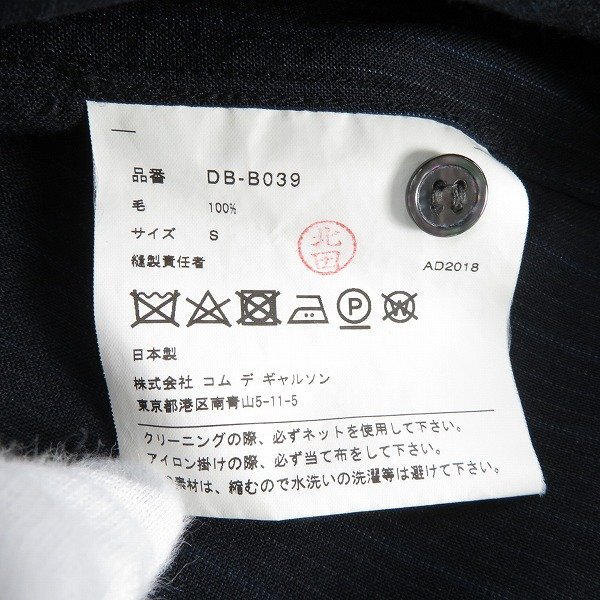 品番 DB-B039
毛 100%
サイズ S
縫製責任者 北田
AD2018
P W
日本製
株式会社 コム デ ギャルソン
東京都港区南青山5-11-5
クリーニングの際、必ずネットを使用して下さい。
アイロン掛けの際、必ず当て布をして下さい。
素材は、縮むので水洗いの洗濯等は避けて下さい。